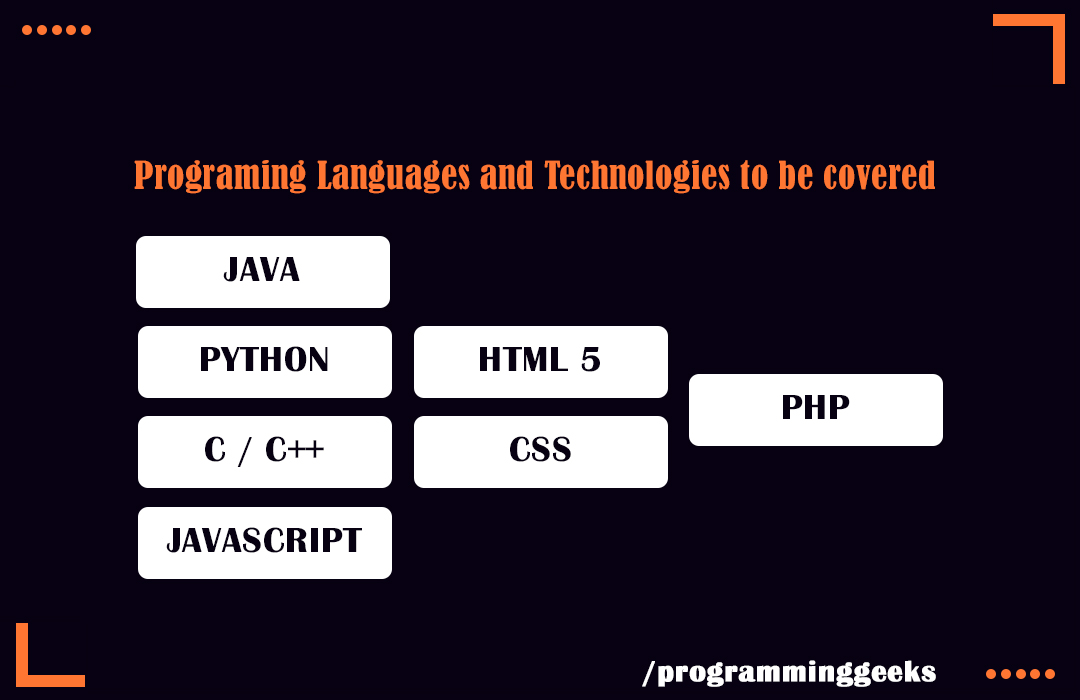 Programing Languages and Technologies to be covered
JAVA
PYTHON
HTML 5
PHP
C / C++
CSS
JAVASCRIPT
/programminggeeks